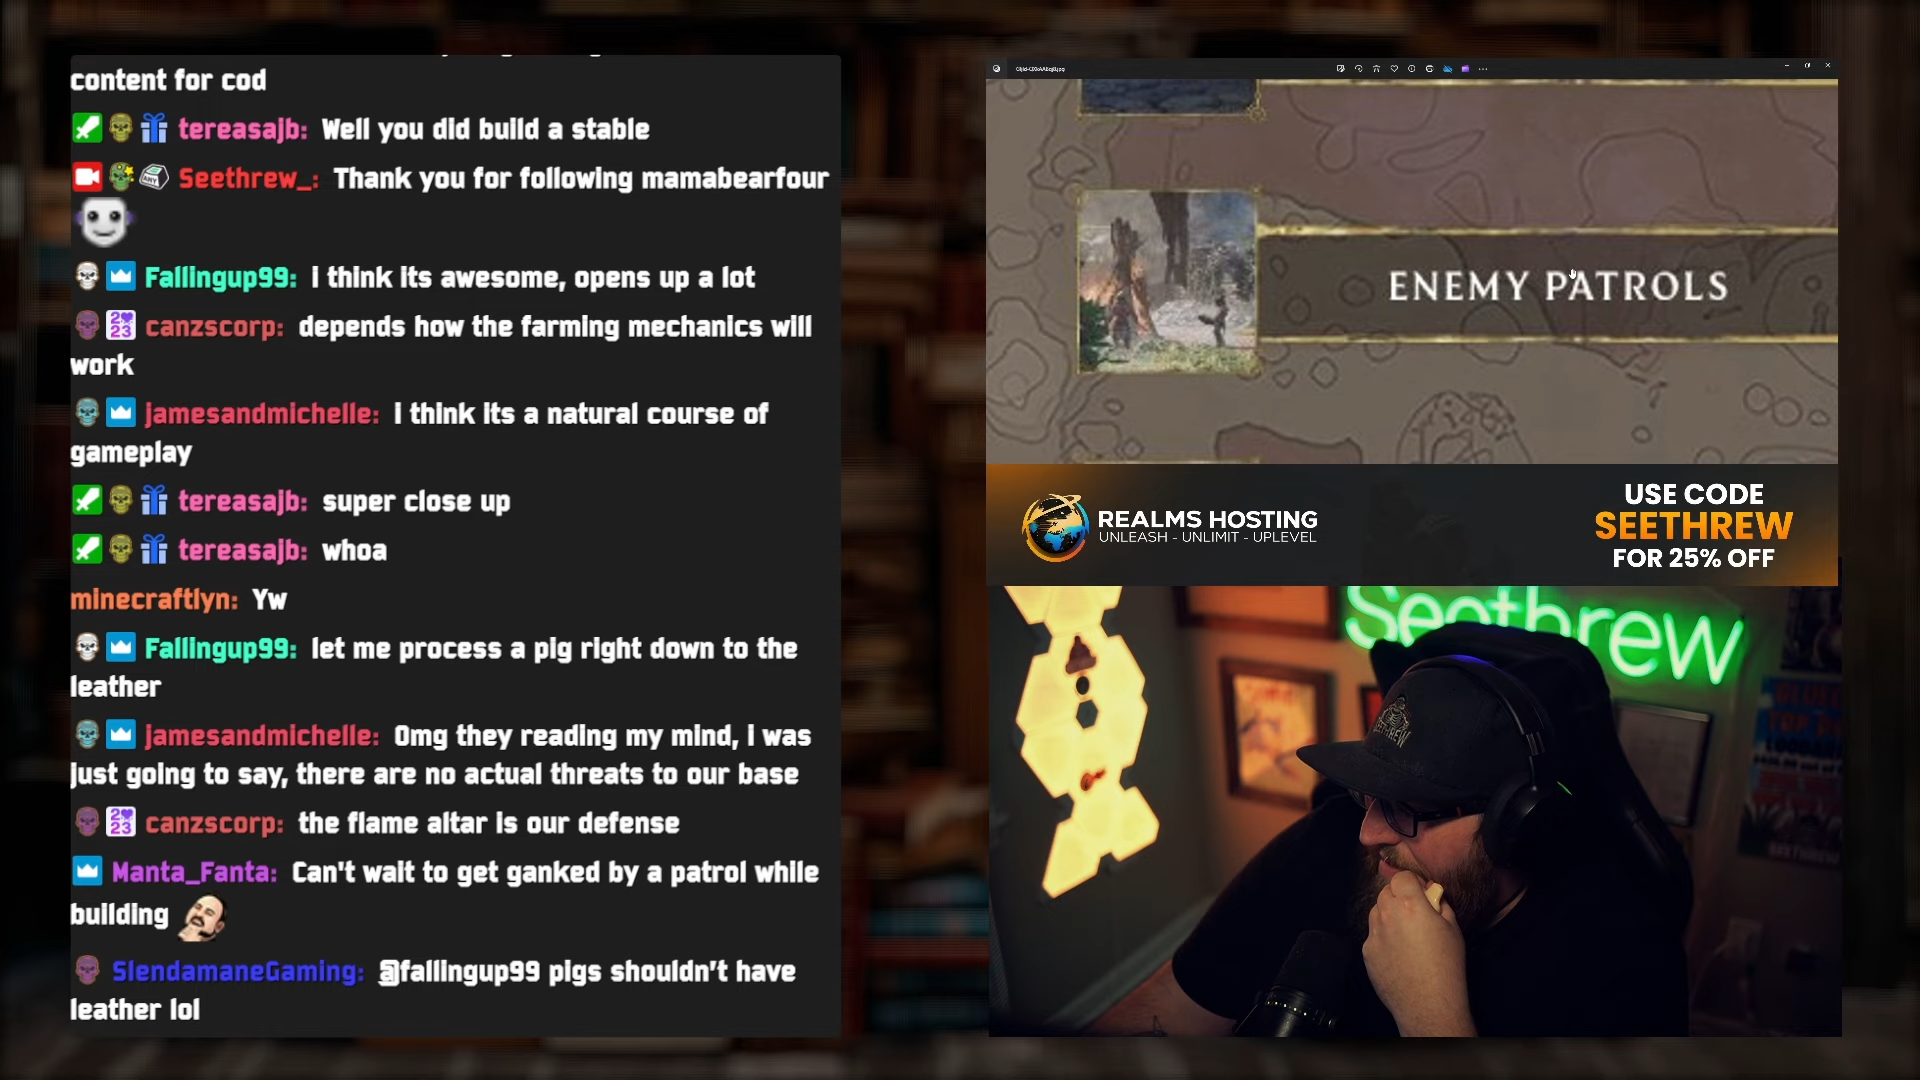 content for cod
tereasajb: Well you did build a stable
Seethrew_: Thank you for following mamabearfour
Fallingup99: i think its awesome, opens up a lot
canzscorp: depends how the farming mechanics will
work
jamesandmichelle: i think its a natural course of
gameplay
tereasajb: super close up
tereasajb: whoa
minecraftlyn: Yw
Fallingup99: let me process a pig right down to the
leather
jamesandmichelle: Omg they reading my mind, i was
just going to say, there are no actual threats to our base
canzscorp: the flame altar is our defense
Manta_Fanta: Can't wait to get ganked by a patrol while
building
SlendamaneGaming: @fallingup99 pigs shouldn't have
leather lol
ENEMY PATROLS
REALMS HOSTING
UNLEASH - UNLIMIT - UPLEVEL
USE CODE
SEETHREW
FOR 25% OFF
Seethrew